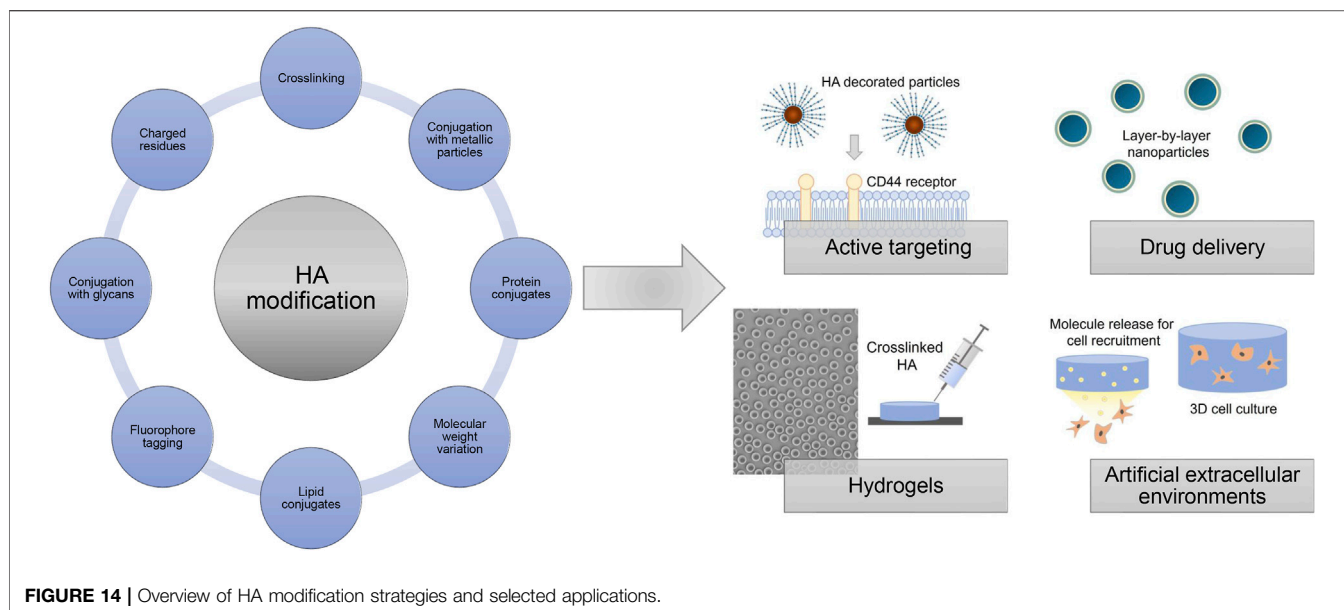 Crosslinking
Conjugation
with metallic
particles
Protein
conjugates
Molecular
weight
variation
Lipid
conjugates
Fluorophore
tagging
Conjugation
with glycans
Charged
residues
HA
modification
HA decorated particles
CD44 receptor
Active targeting
Layer-by-layer
nanoparticles
Drug delivery
Crosslinked
HA
Hydrogels
Molecule release for
cell recruitment
3D cell culture
Artificial extracellular
environments
FIGURE 14 | Overview of HA modification strategies and selected applications.